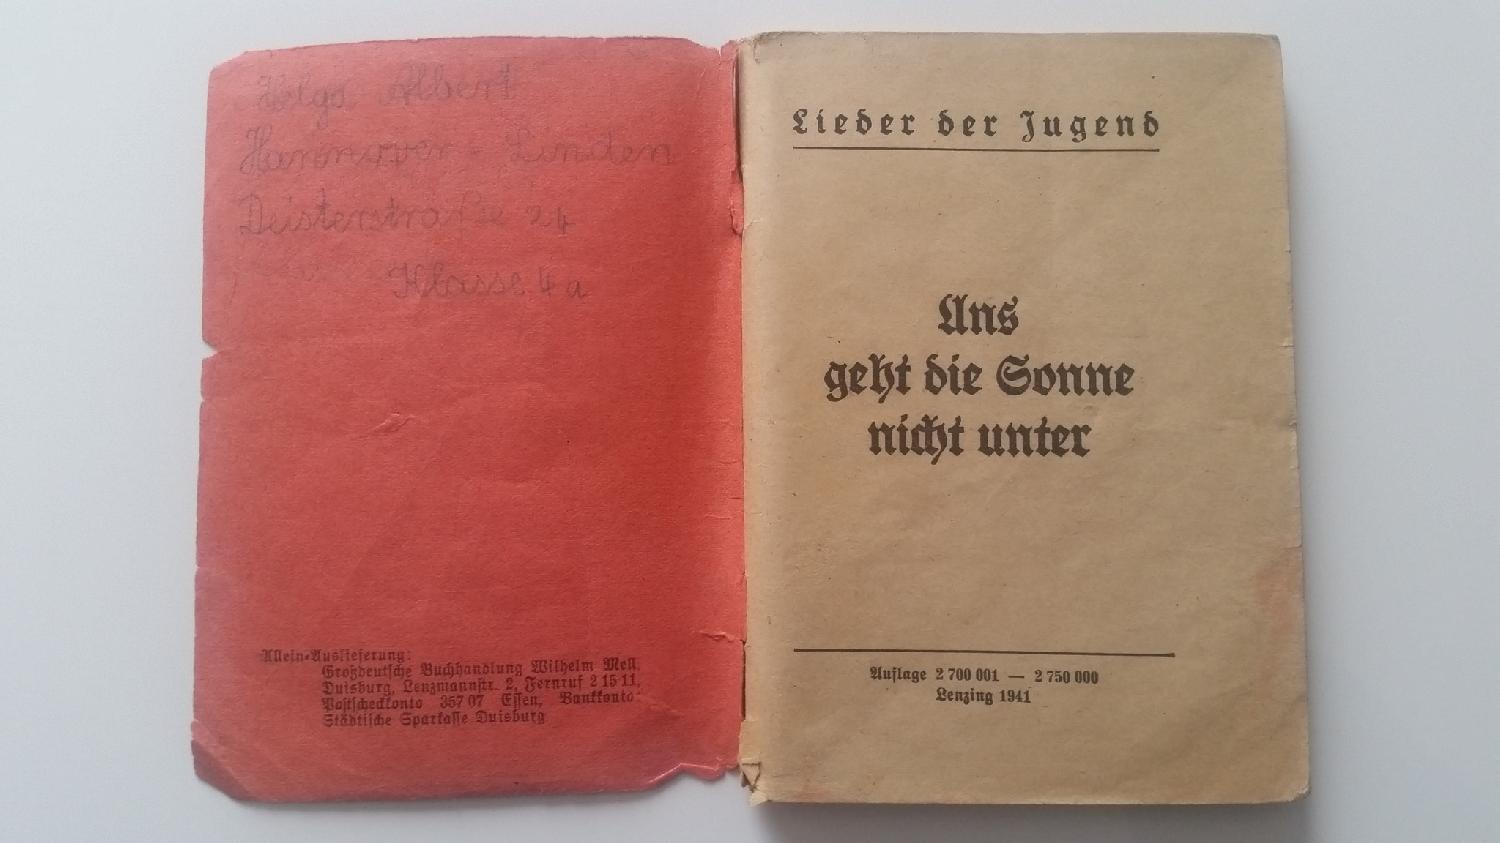 Helga Albert
Hannover-Linden
Deisterstraße 24
Klasse 4a
Allein-Auslieferung:
Großdeutsche Buchhandlung Wilhelm Mell,
Duisburg, Lenzmannstr. 2, Fernruf 2 15 11,
Postscheckkonto 357 07 Essen, Bankkonto:
Städtische Sparkasse Duisburg
Lieder der Jugend
Uns
geht die Sonne
nicht unter
Auflage 2 700 001 — 2 750 000
Lenzing 1941